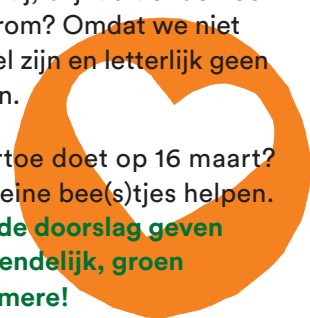 rom? Omdat we niet
el zijn en letterlijk geen
n.
rtoe doet op 16 maart?
eine bee(s)tjes helpen.
de doorslag geven
endelijk, groen
mere!